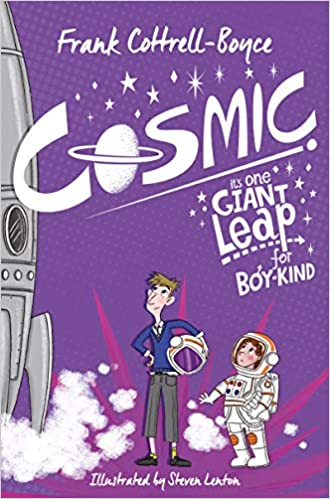 Frank Cottrell-Boyce
COSMIC
It's one
GIANT
Leap
for
BOY-KIND
Illustrated by Steven Lenton